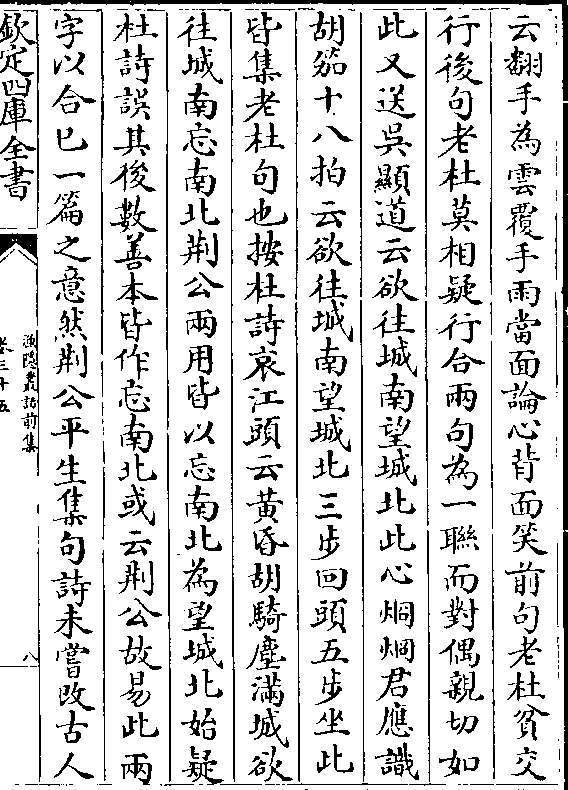 云翻手為雲覆手雨當面論心背面笑前句老杜貧交
行後句老杜莫相疑行合兩句為一聯而對偶親切如
此又送吳顯道云欲往城南望城北此心炯炯君應識
胡笳十八拍云欲往城南望城北三步回頭五步坐此
皆集老杜句也按杜詩哀江頭云黃昏胡騎塵滿城欲
往城南忘南北荆公兩用皆以忘南北為望城北始疑
杜詩誤其後數善本皆作忘南北或云荆公故易此兩
字以合巳一篇之意然荆公平生集句詩未嘗改古人
欽定四庫全書
漁隱叢話前集
卷三十五
八